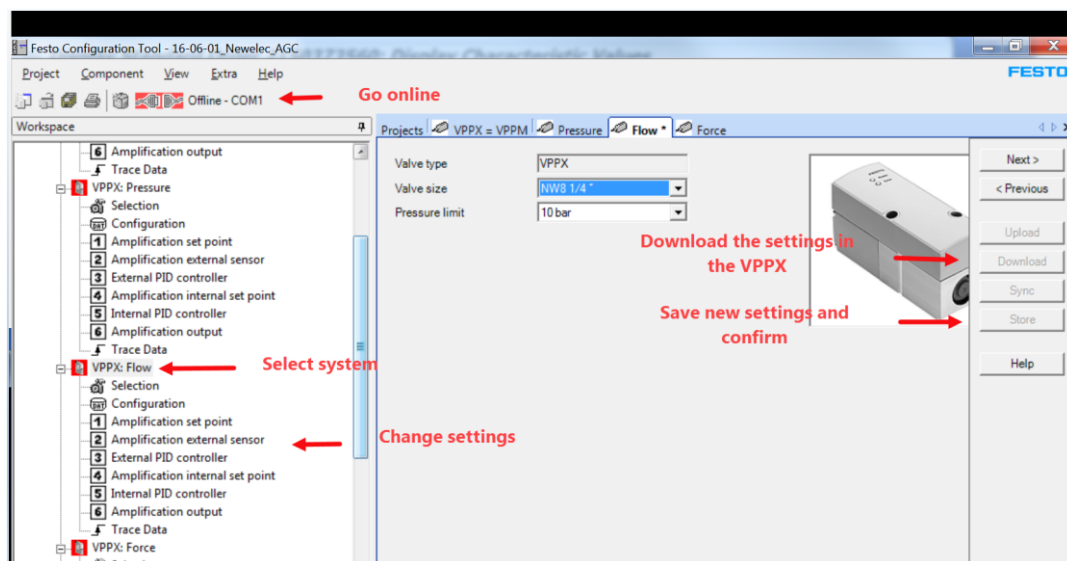 Festo Configuration Tool - 16-06-01_Newelec_AGC
Display Characteristic Values
Project Component View Extra Help
FESTO
Offline - COM1
Go online
Workspace
Projects VPPX = VPPM Pressure Flow * Force
6 Amplification output
Trace Data
VPPX: Pressure
Selection
Configuration
1 Amplification set point
2 Amplification external sensor
3 External PID controller
4 Amplification internal set point
5 Internal PID controller
6 Amplification output
Trace Data
VPPX: Flow
Select system
Selection
Configuration
1 Amplification set point
2 Amplification external sensor
Change settings
3 External PID controller
4 Amplification internal set point
5 Internal PID controller
6 Amplification output
Trace Data
VPPX: Force
Valve type VPPX
Valve size NW8 1/4 "
Pressure limit 10 bar
Download the settings in
the VPPX
Save new settings and
confirm
Next >
< Previous
Upload
Download
Sync
Store
Help